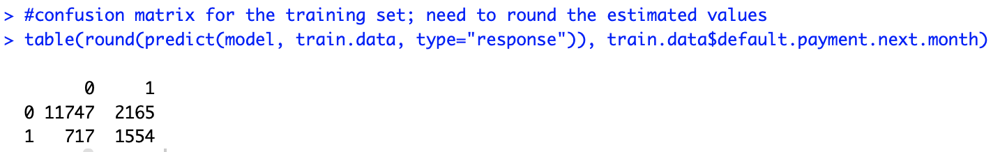 > #confusion matrix for the training set; need to round the estimated values
> table(round(predict(model, train.data, type="response")), train.data$default.payment.next.month)
0 1
0 11747 2165
1 717 1554